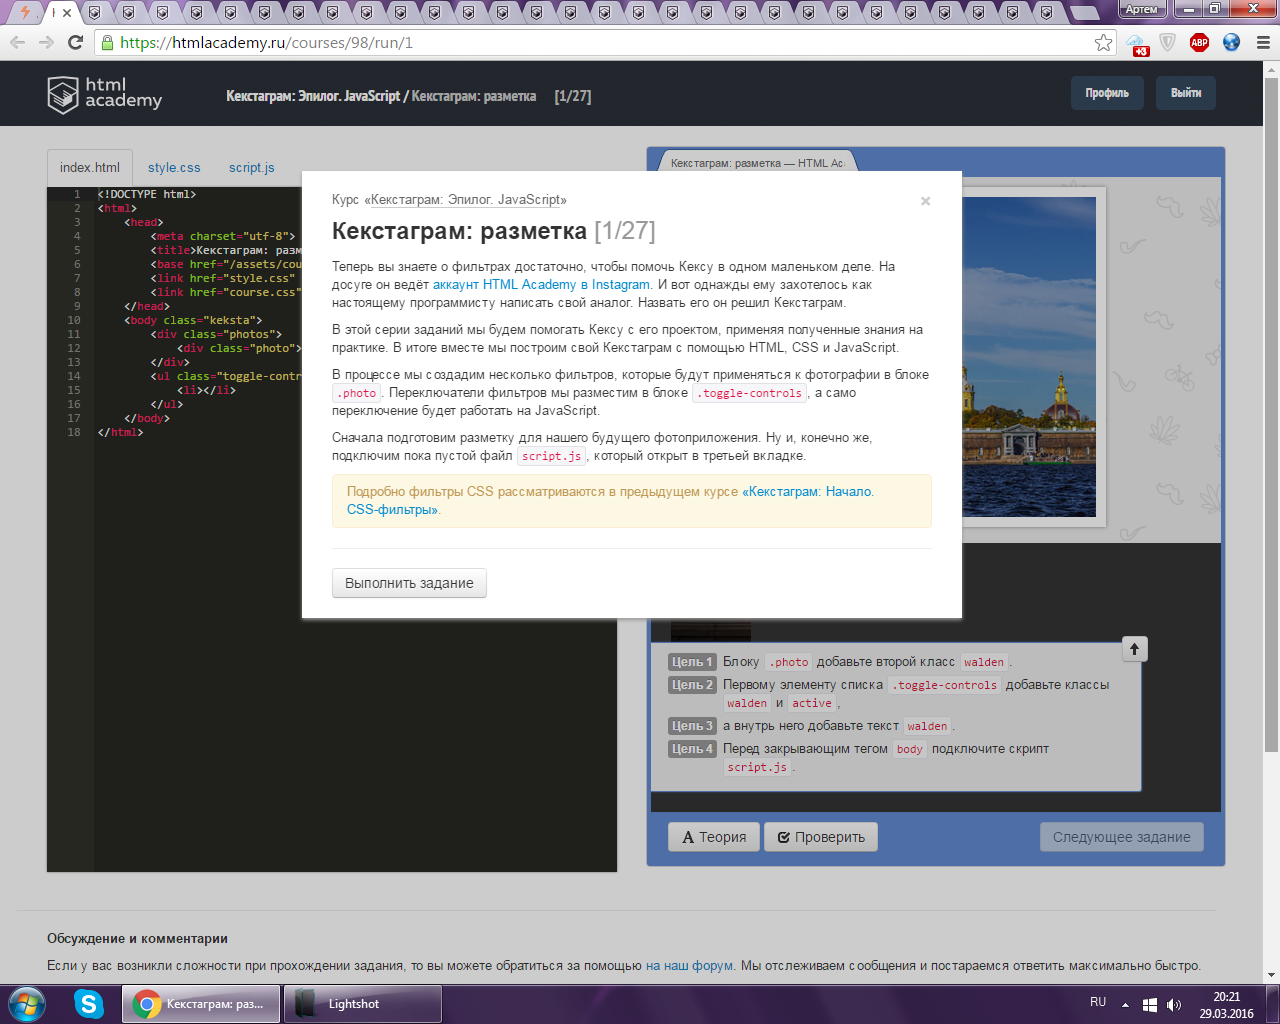 Артем
https://htmlacademy.ru/courses/98/run/1
+3
ABP
html
academy
Кекстаграм: Эпилог. JavaScript / Кекстаграм: разметка [1/27]
Профиль
Выйти
index.html
style.css
script.js
1 <!DOCTYPE html>
2 <html>
3 <head>
4 <meta charset="utf-8">
5 <title>Кекстаграм: разм
6 <base href="/assets/cou
7 <link href="style.css"
8 <link href="course.css"
9 </head>
10 <body class="keksta">
11 <div class="photos">
12 <div class="photo">
13 </div>
14 <ul class="toggle-contr
15 <li></li>
16 </ul>
17 </body>
18 </html>
Кекстаграм: разметка — HTML Ac
Курс «Кекстаграм: Эпилог. JavaScript»
×
Кекстаграм: разметка [1/27]
Теперь вы знаете о фильтрах достаточно, чтобы помочь Кексу в одном маленьком деле. На
досуге он ведёт аккаунт HTML Academy в Instagram. И вот однажды ему захотелось как
настоящему программисту написать свой аналог. Назвать его он решил Кекстаграм.
В этой серии заданий мы будем помогать Кексу с его проектом, применяя полученные знания на
практике. В итоге вместе мы построим свой Кекстаграм с помощью HTML, CSS и JavaScript.
В процессе мы создадим несколько фильтров, которые будут применяться к фотографии в блоке
.photo. Переключатели фильтров мы разместим в блоке .toggle-controls, а само
переключение будет работать на JavaScript.
Сначала подготовим разметку для нашего будущего фотоприложения. Ну и, конечно же,
подключим пока пустой файл script.js, который открыт в третьей вкладке.
Подробно фильтры CSS рассматриваются в предыдущем курсе «Кекстаграм: Начало.
CSS-фильтры».
Выполнить задание
Цель 1 Блоку .photo добавьте второй класс walden.
Цель 2 Первому элементу списка .toggle-controls добавьте классы
walden и active,
Цель 3 а внутрь него добавьте текст walden.
Цель 4 Перед закрывающим тегом body подключите скрипт
script.js.
Теория
Проверить
Следующее задание
Обсуждение и комментарии
Если у вас возникли сложности при прохождении задания, то вы можете обратиться за помощью на наш форум. Мы отслеживаем сообщения и постараемся ответить максимально быстро.
Кекстаграм: раз...
Lightshot
RU
20:21
29.03.2016